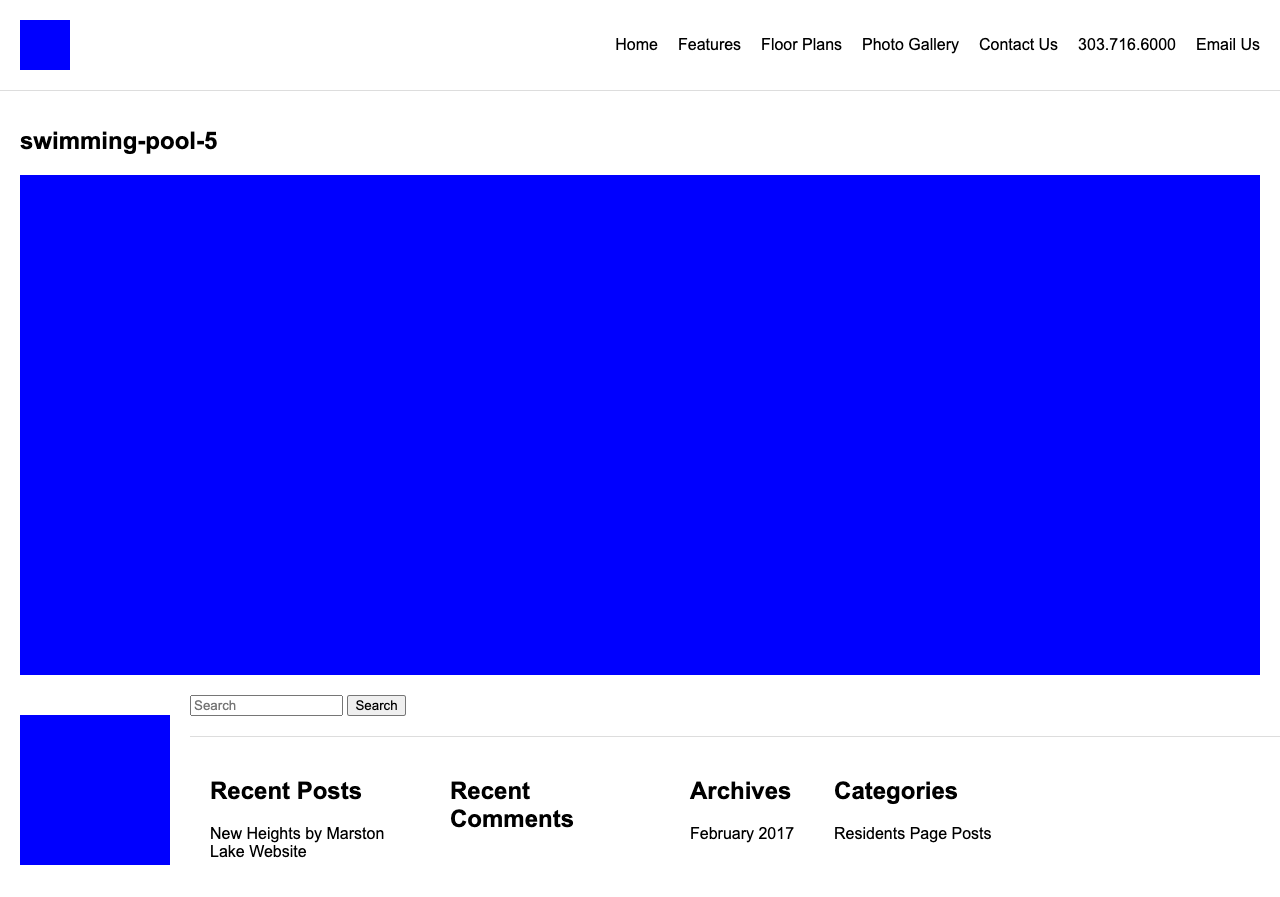 Home Features Floor Plans Photo Gallery Contact Us 303.716.6000 Email Us
swimming-pool-5
Search Search
Recent Posts
New Heights by Marston
Lake Website
Recent
Comments
Archives
February 2017
Categories
Residents Page Posts